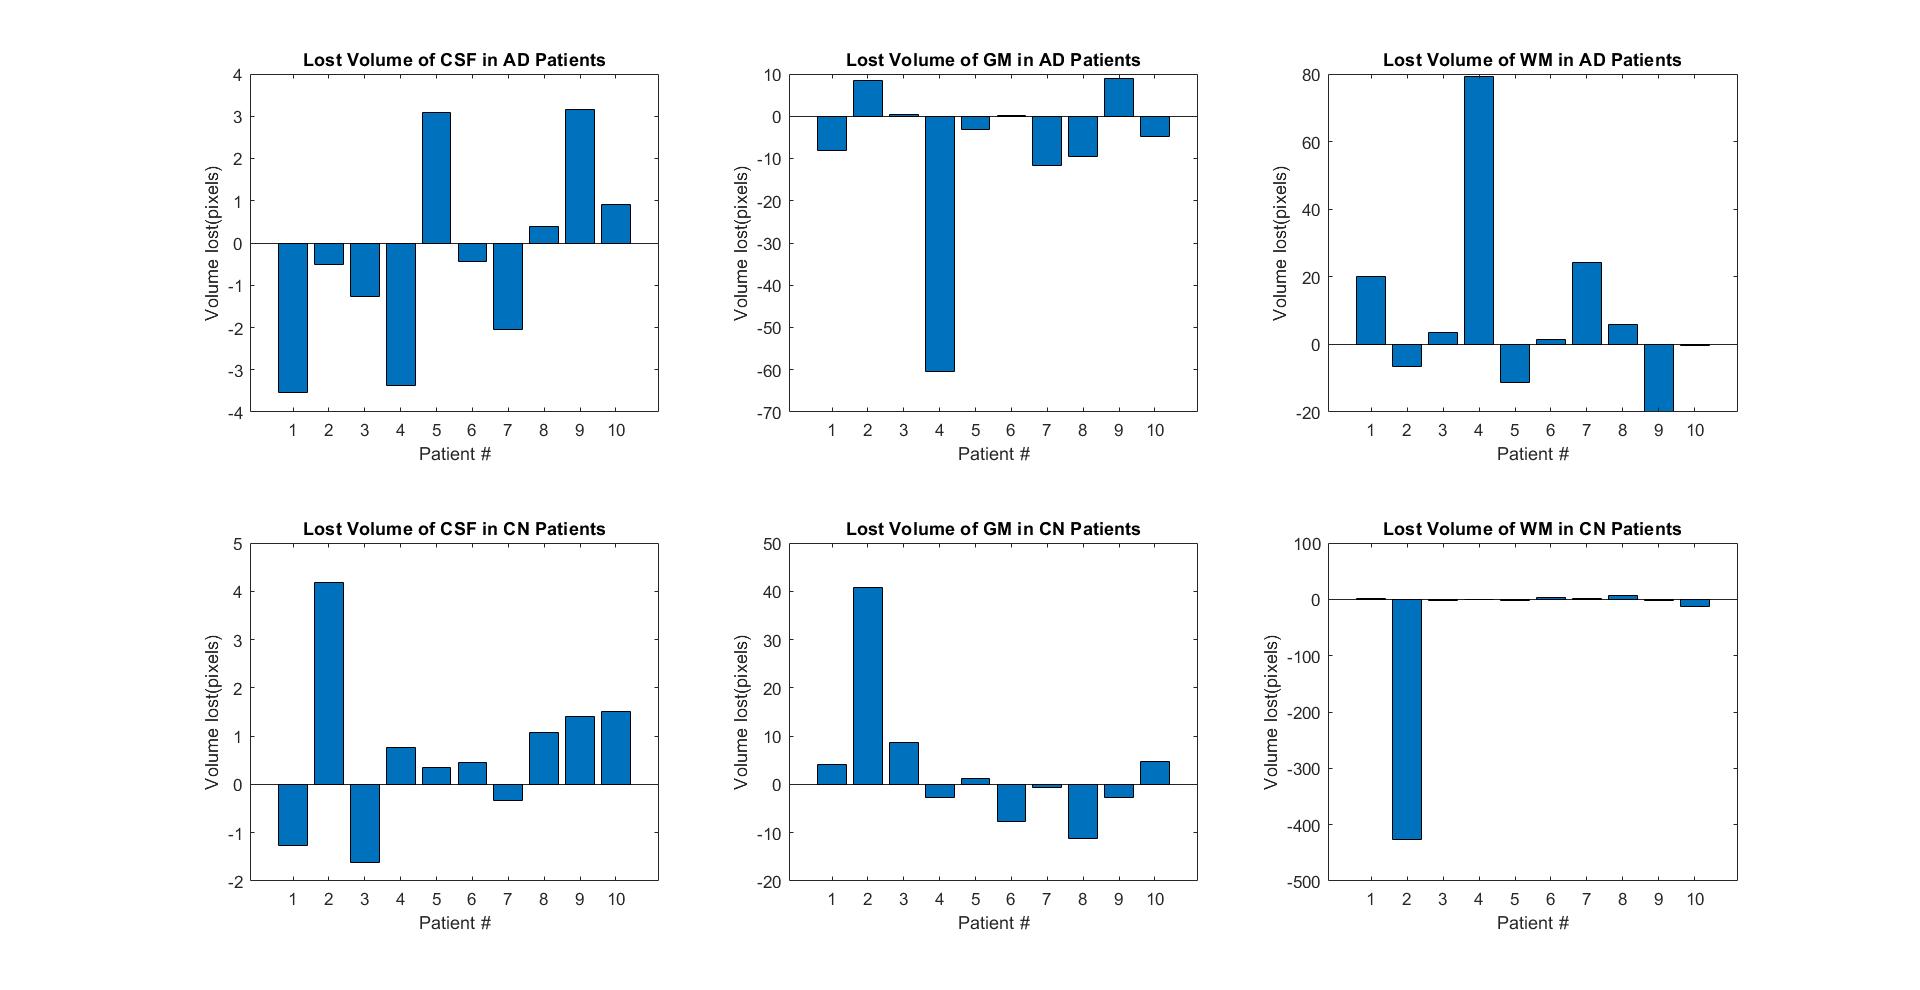 Lost Volume of CSF in AD Patients
4
3
2
1
0
-1
-2
-3
-4
Volume lost(pixels)
1 2 3 4 5 6 7 8 9 10
Patient #
Lost Volume of GM in AD Patients
10
0
-10
-20
-30
-40
-50
-60
-70
Volume lost(pixels)
1 2 3 4 5 6 7 8 9 10
Patient #
Lost Volume of WM in AD Patients
80
60
40
20
0
-20
Volume lost(pixels)
1 2 3 4 5 6 7 8 9 10
Patient #
Lost Volume of CSF in CN Patients
5
4
3
2
1
0
-1
-2
Volume lost(pixels)
1 2 3 4 5 6 7 8 9 10
Patient #
Lost Volume of GM in CN Patients
50
40
30
20
10
0
-10
-20
Volume lost(pixels)
1 2 3 4 5 6 7 8 9 10
Patient #
Lost Volume of WM in CN Patients
100
0
-100
-200
-300
-400
-500
Volume lost(pixels)
1 2 3 4 5 6 7 8 9 10
Patient #